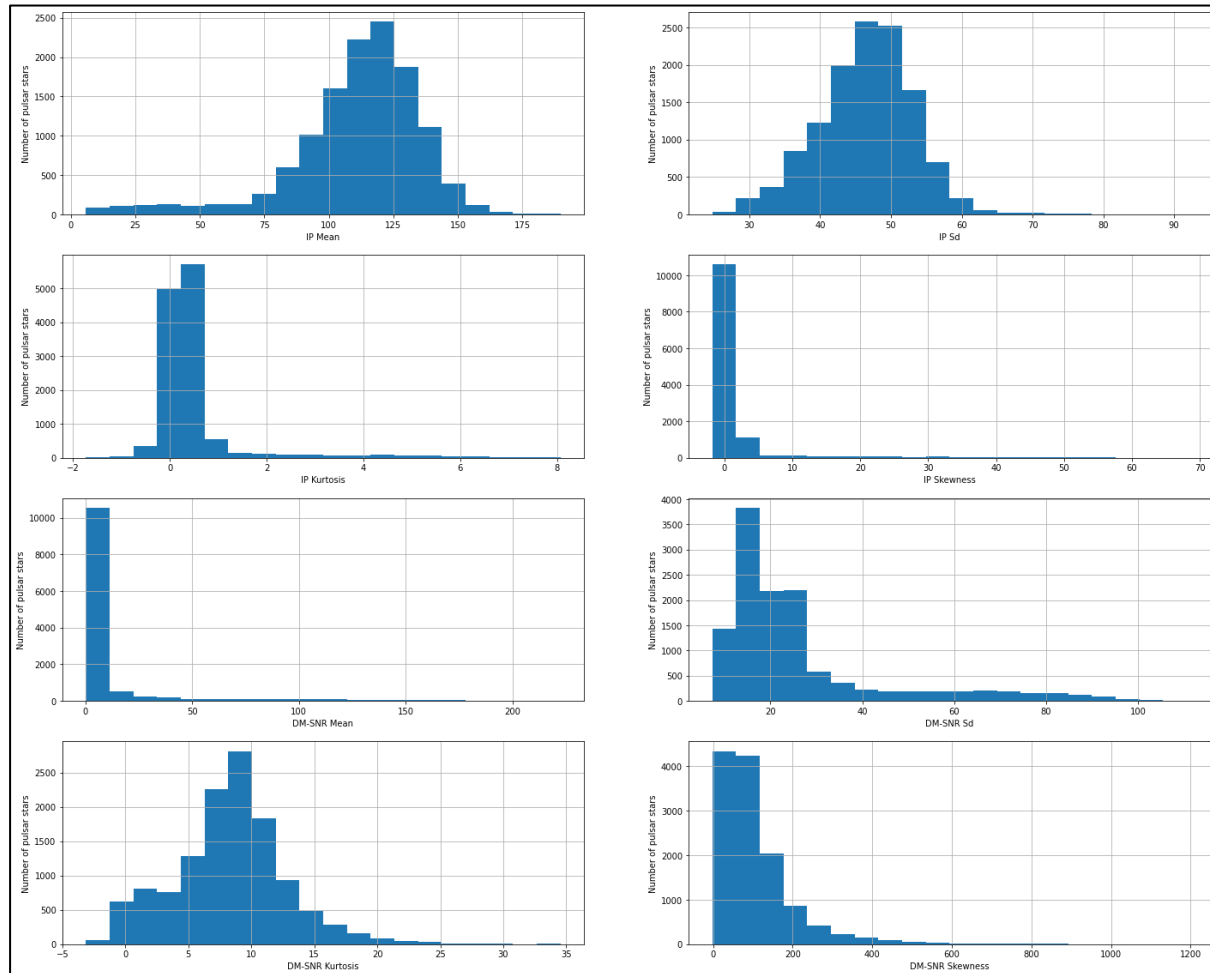 Number of pulsar stars
2500
2000
1500
1000
500
0
0 25 50 75 100 125 150 175
IP Mean
Number of pulsar stars
2500
2000
1500
1000
500
0
30 40 50 60 70 80 90
IP Sd
Number of pulsar stars
5000
4000
3000
2000
1000
0
−2 0 2 4 6 8
IP Kurtosis
Number of pulsar stars
10000
8000
6000
4000
2000
0
0 10 20 30 40 50 60 70
IP Skewness
Number of pulsar stars
10000
8000
6000
4000
2000
0
0 50 100 150 200
DM-SNR Mean
Number of pulsar stars
4000
3500
3000
2500
2000
1500
1000
500
0
20 40 60 80 100
DM-SNR Sd
Number of pulsar stars
2500
2000
1500
1000
500
0
−5 0 5 10 15 20 25 30 35
DM-SNR Kurtosis
Number of pulsar stars
4000
3000
2000
1000
0
0 200 400 600 800 1000 1200
DM-SNR Skewness